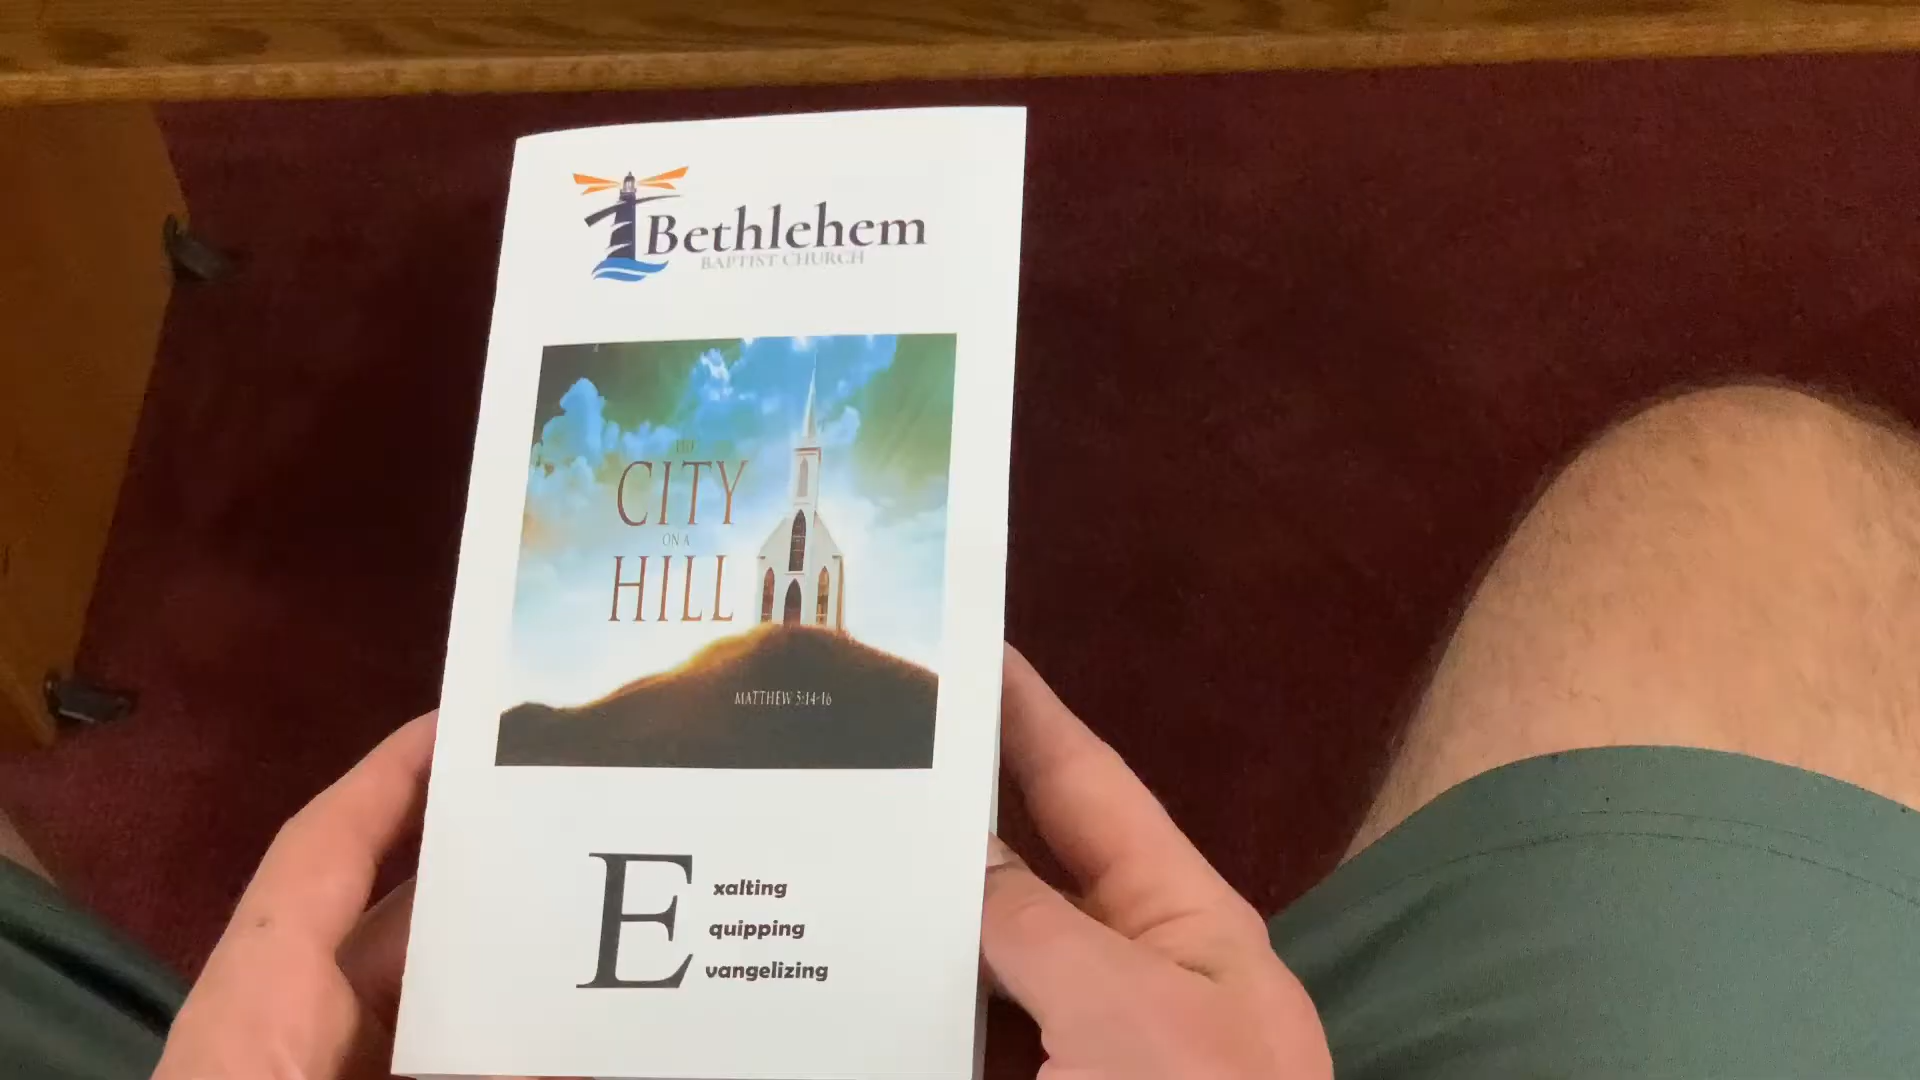 Bethlehem
BAPTIST CHURCH
CITY
ON A
HILL
MATTHEW 5:14-16
E
xalting
quipping
vangelizing